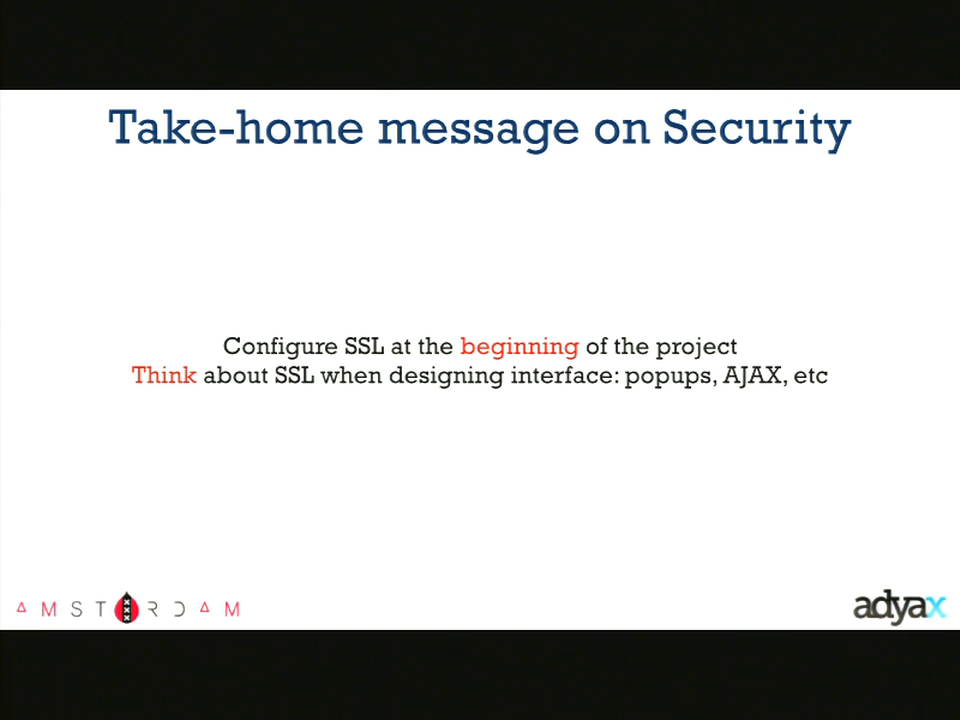 Take-home message on Security
Configure SSL at the beginning of the project
Think about SSL when designing interface: popups, AJAX, etc
AMSTERDAM
adyax